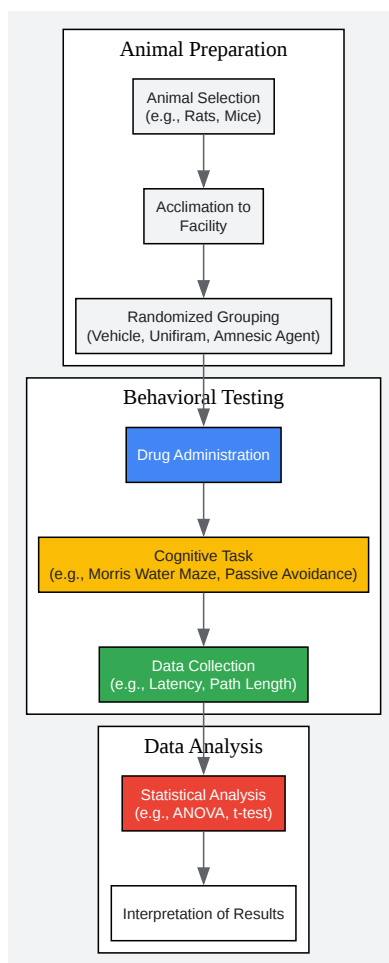 Animal Preparation
Animal Selection
(e.g., Rats, Mice)
Acclimation to
Facility
Randomized Grouping
(Vehicle, Unifiram, Amnesic Agent)
Behavioral Testing
Drug Administration
Cognitive Task
(e.g., Morris Water Maze, Passive Avoidance)
Data Collection
(e.g., Latency, Path Length)
Data Analysis
Statistical Analysis
(e.g., ANOVA, t-test)
Interpretation of Results